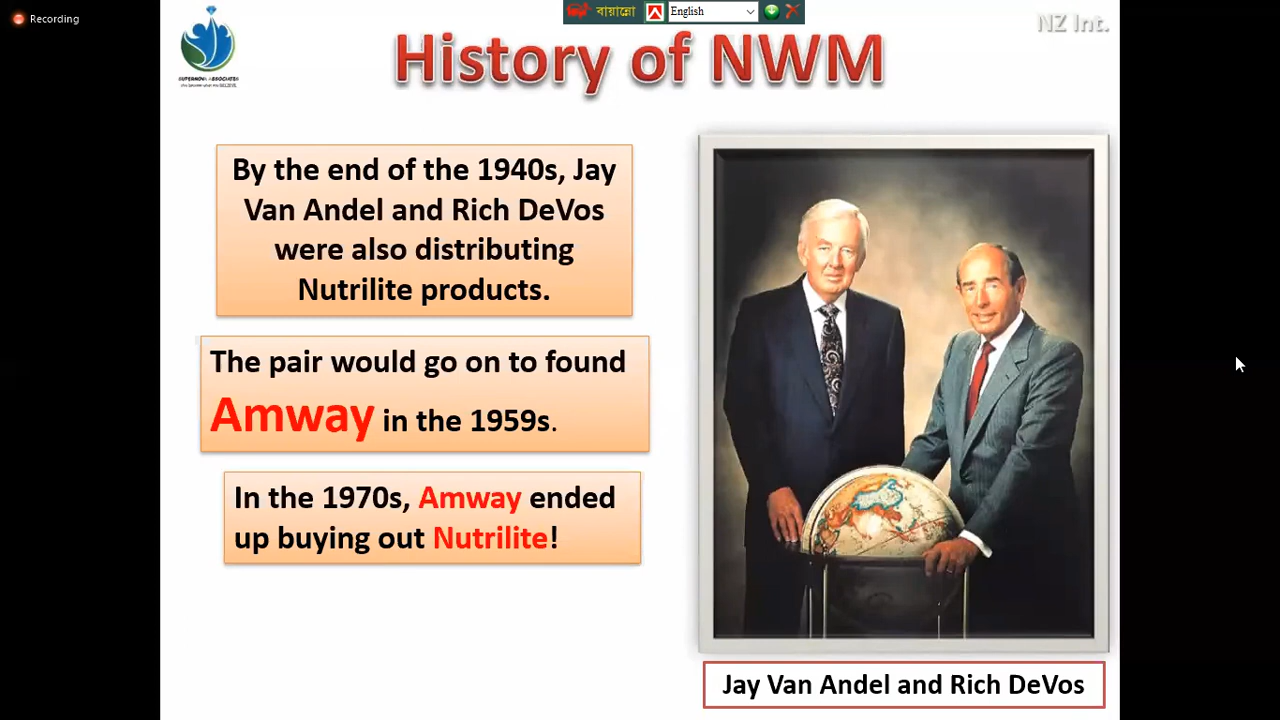 Recording
বায়ান্নো
English
NZ Int.
SUPERNOVA ASSOCIATES
History of NWM
By the end of the 1940s, Jay
Van Andel and Rich DeVos
were also distributing
Nutrilite products.
The pair would go on to found
Amway in the 1959s.
In the 1970s, Amway ended
up buying out Nutrilite!
Jay Van Andel and Rich DeVos